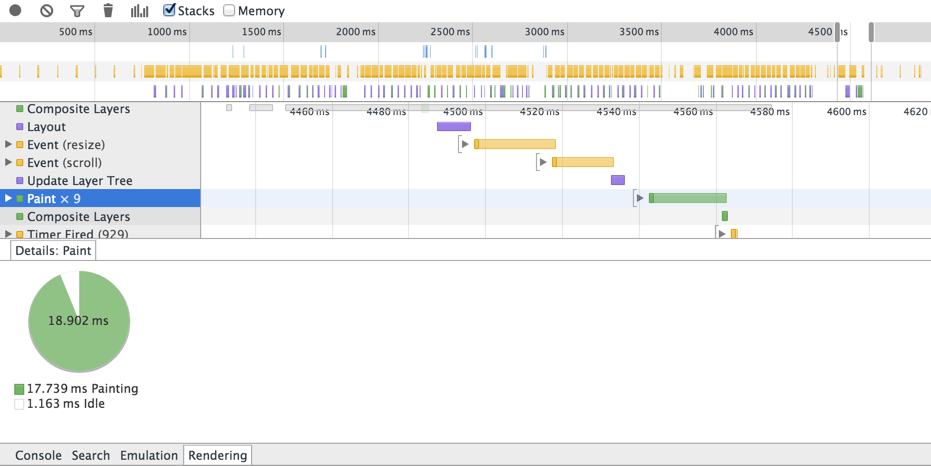 Stacks Memory
500 ms 1000 ms 1500 ms 2000 ms 2500 ms 3000 ms 3500 ms 4000 ms 4500 ms
4460 ms 4480 ms 4500 ms 4520 ms 4540 ms 4560 ms 4580 ms 4600 ms 4620
Composite Layers
Layout
Event (resize)
Event (scroll)
Update Layer Tree
Paint × 9
Composite Layers
Timer Fired (929)
Details: Paint
18.902 ms
17.739 ms Painting
1.163 ms Idle
Console Search Emulation Rendering